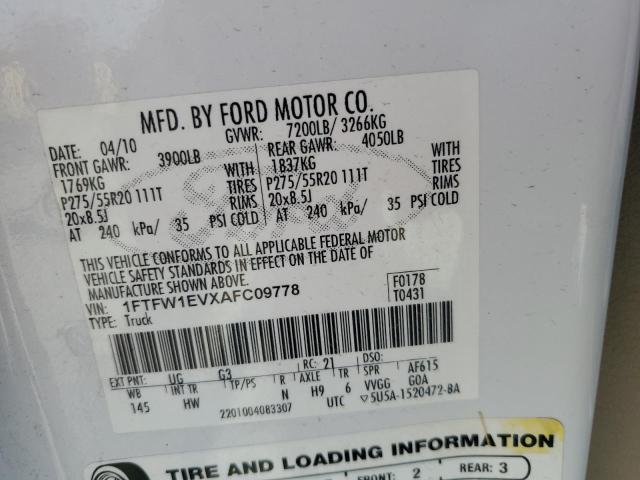 MFD. BY FORD MOTOR CO.
DATE: 04/10 GVWR: 7200LB/ 3266KG
FRONT GAWR: 3900LB REAR GAWR: 4050LB
1769KG WITH 1837KG WITH
P275/55R20 111T TIRES P275/55R20 111T TIRES
20x8.5J RIMS 20x8.5J RIMS
AT 240 kPa/ 35 PSI COLD AT 240 kPa/ 35 PSI COLD
THIS VEHICLE CONFORMS TO ALL APPLICABLE FEDERAL MOTOR
VEHICLE SAFETY STANDARDS IN EFFECT ON THE DATE OF
MANUFACTURE SHOWN ABOVE.
VIN: 1FTFW1EVXAFC09778 F0178
TYPE: Truck T0431
EXT PNT: UG G3 RC: 21 DSO: AF615
WB INT TR TP/PS R AXLE TR SPR GOA
145 HW N H9 6 VVGG
2201004083307 UTC ▽5U5A-1520472-BA
TIRE AND LOADING INFORMATION
FRONT: 2 REAR: 3